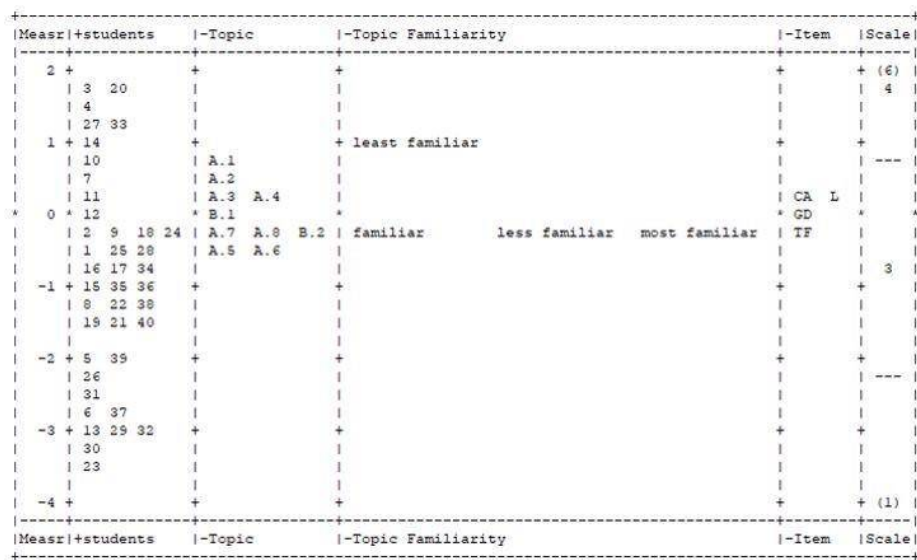 +---------------------------------------------------------------------------------------+
|Measr|+students |-Topic |-Topic Familiarity |-Item |Scale|
|-----+----------+--------------+------------------------------------------+-------+-----|
| 2 + + + + + (6) |
| | 3 20 | | | | 4 |
| | 4 | | | | |
| | 27 33 | | | | |
| 1 + 14 + + least familiar + + |
| | 10 | A.1 | | | --- |
| | 7 | A.2 | | | |
| | 11 | A.3 A.4 | | CA L | |
* 0 * 12 * B.1 * * GD * *
| | 2 9 18 24 | A.7 A.8 B.2 | familiar less familiar most familiar | TF | |
| | 1 25 28 | A.5 A.6 | | | |
| | 16 17 34 | | | | 3 |
| -1 + 15 35 36 + + + + |
| | 8 22 38 | | | | |
| | 19 21 40 | | | | |
| | | | | | |
| -2 + 5 39 + + + + |
| | 26 | | | | --- |
| | 31 | | | | |
| | 6 37 | | | | |
| -3 + 13 29 32 + + + + |
| | 30 | | | | |
| | 23 | | | | |
| | | | | | |
| -4 + + + + + (1) |
|-----+----------+--------------+------------------------------------------+-------+-----|
|Measr|+students |-Topic |-Topic Familiarity |-Item |Scale|
+---------------------------------------------------------------------------------------+